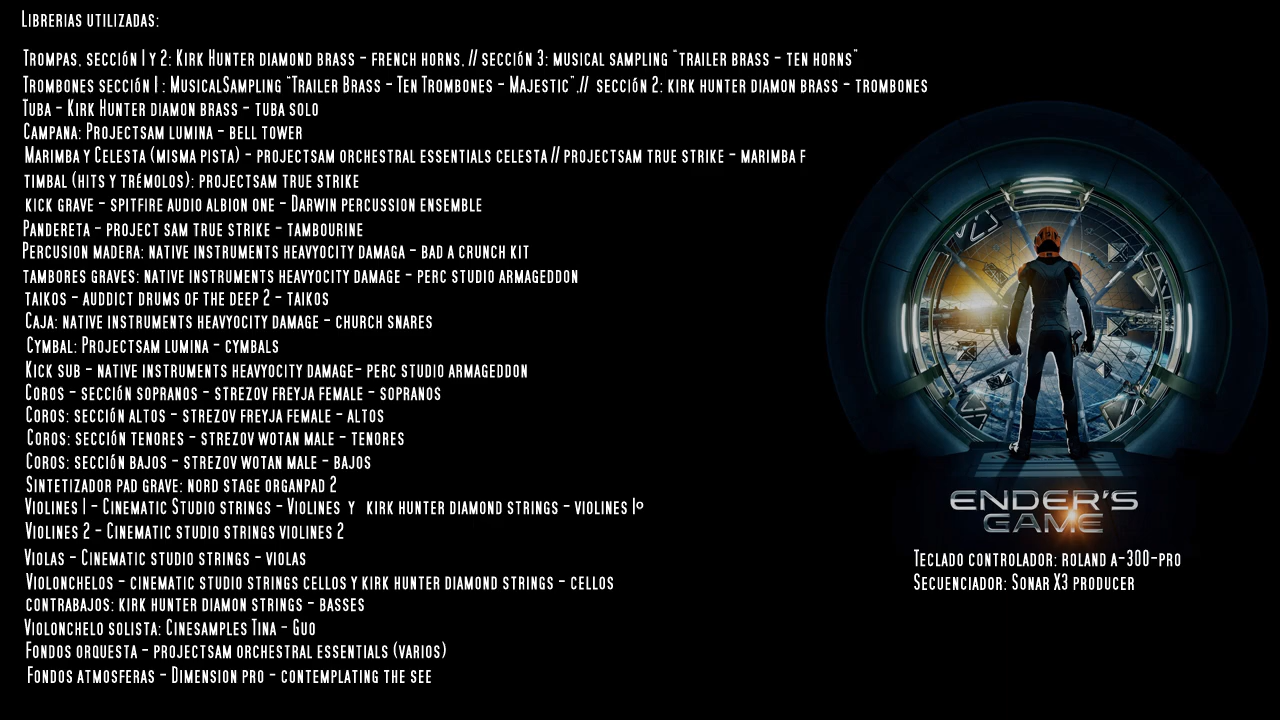 Librerias utilizadas:
Trompas. sección 1 y 2: Kirk Hunter diamond brass - french horns. // sección 3: musical sampling "trailer brass - ten horns"
Trombones sección 1 : MusicalSampling "Trailer Brass - Ten Trombones - Majestic".// sección 2: kirk hunter diamon brass - trombones
Tuba - Kirk Hunter diamon brass - tuba solo
Campana: Projectsam lumina - bell tower
Marimba y Celesta (misma pista) - projectsam orchestral essentials celesta // projectsam true strike - marimba f
timbal (hits y trémolos): projectsam true strike
kick grave - spitfire audio albion one - Darwin percussion ensemble
Pandereta - project sam true strike - tambourine
Percusion madera: native instruments heavyocity damaga - bad a crunch kit
tambores graves: native instruments heavyocity damage - perc studio armageddon
taikos - auddict drums of the deep 2 - taikos
Caja: native instruments heavyocity damage - church snares
Cymbal: Projectsam lumina - cymbals
Kick sub - native instruments heavyocity damage- perc studio armageddon
Coros - sección sopranos - strezov freyja female - sopranos
Coros: sección altos - strezov freyja female - altos
Coros: sección tenores - strezov wotan male - tenores
Coros: sección bajos - strezov wotan male - bajos
Sintetizador pad grave: nord stage organpad 2
Violines 1 - Cinematic Studio strings - Violines y kirk hunter diamond strings - violines 1º
Violines 2 - Cinematic studio strings violines 2
Violas - Cinematic studio strings - violas
Violonchelos - cinematic studio strings cellos y kirk hunter diamond strings - cellos
contrabajos: kirk hunter diamon strings - basses
Violonchelo solista: Cinesamples Tina - Guo
Fondos orquesta - projectsam orchestral essentials (varios)
Fondos atmosferas - Dimension pro - contemplating the see
ENDER'S
GAME
Teclado controlador: roland a-300-pro
Secuenciador: Sonar X3 producer